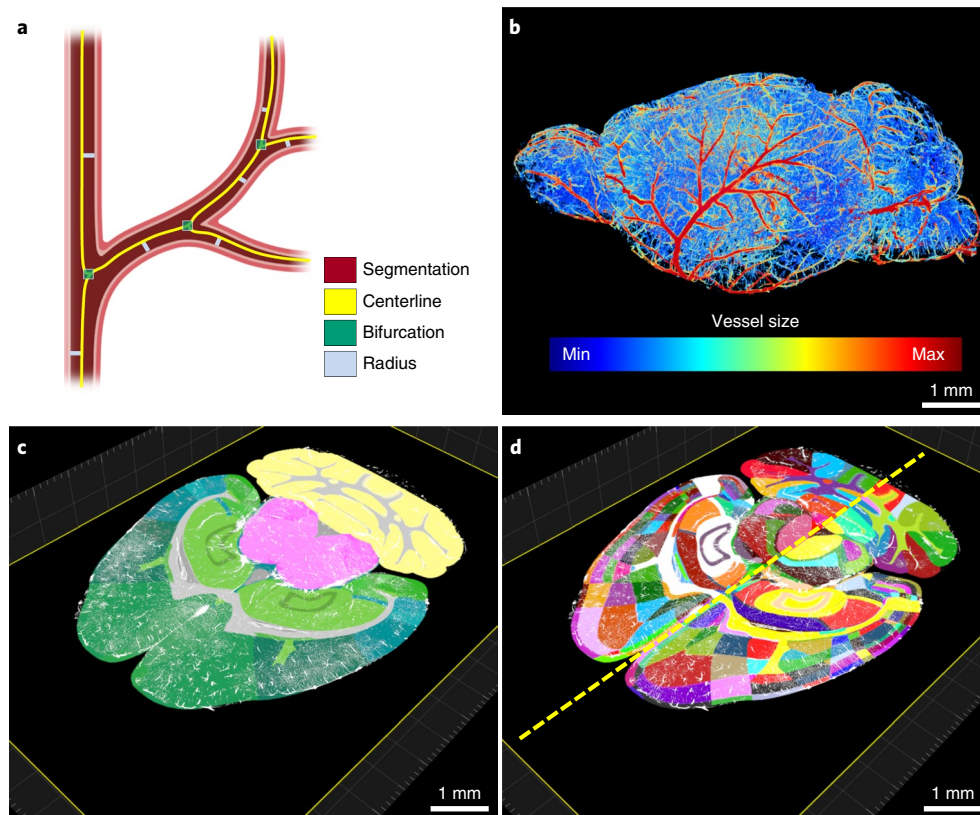 a
Segmentation
Centerline
Bifurcation
Radius
b
Vessel size
Min
Max
1 mm
c
1 mm
d
1 mm